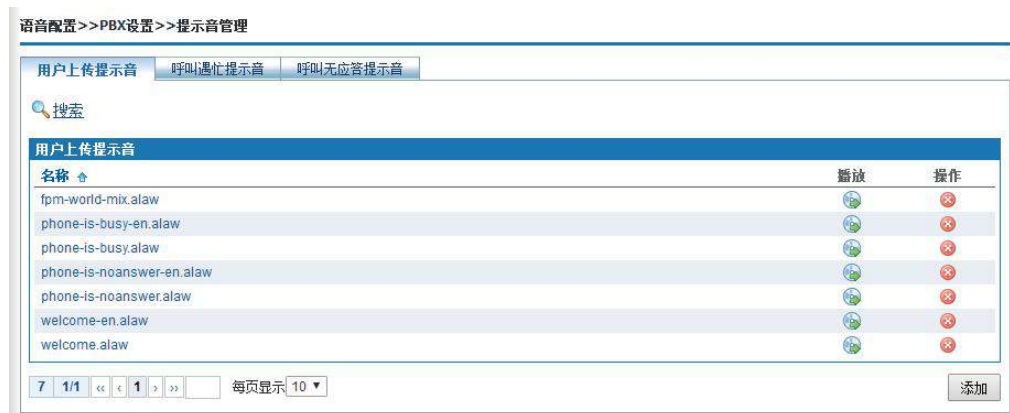 语音配置>>PBX设置>>提示音管理
用户上传提示音 呼叫遇忙提示音 呼叫无应答提示音
搜索
用户上传提示音
名称 播放 操作
fpm-world-mix.alaw
phone-is-busy-en.alaw
phone-is-busy.alaw
phone-is-noanswer-en.alaw
phone-is-noanswer.alaw
welcome-en.alaw
welcome.alaw
7 1/1 « ‹ 1 › » 每页显示 10 ▼ 添加